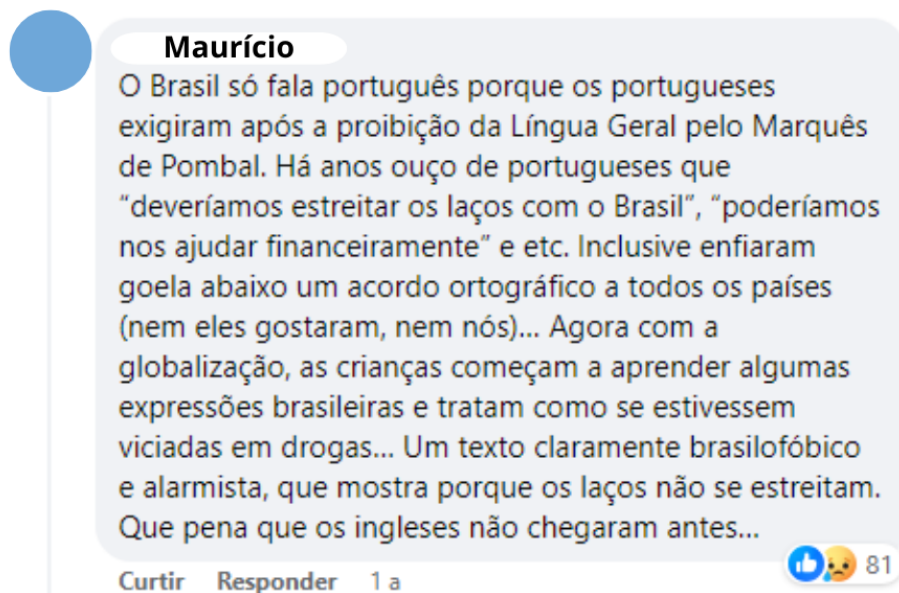 Maurício
O Brasil só fala português porque os portugueses
exigiram após a proibição da Língua Geral pelo Marquês
de Pombal. Há anos ouço de portugueses que
“deveríamos estreitar os laços com o Brasil”, “poderíamos
nos ajudar financeiramente” e etc. Inclusive enfiaram
goela abaixo um acordo ortográfico a todos os países
(nem eles gostaram, nem nós)... Agora com a
globalização, as crianças começam a aprender algumas
expressões brasileiras e tratam como se estivessem
viciadas em drogas... Um texto claramente brasilofóbico
e alarmista, que mostra porque os laços não se estreitam.
Que pena que os ingleses não chegaram antes...
Curtir Responder 1 a 81